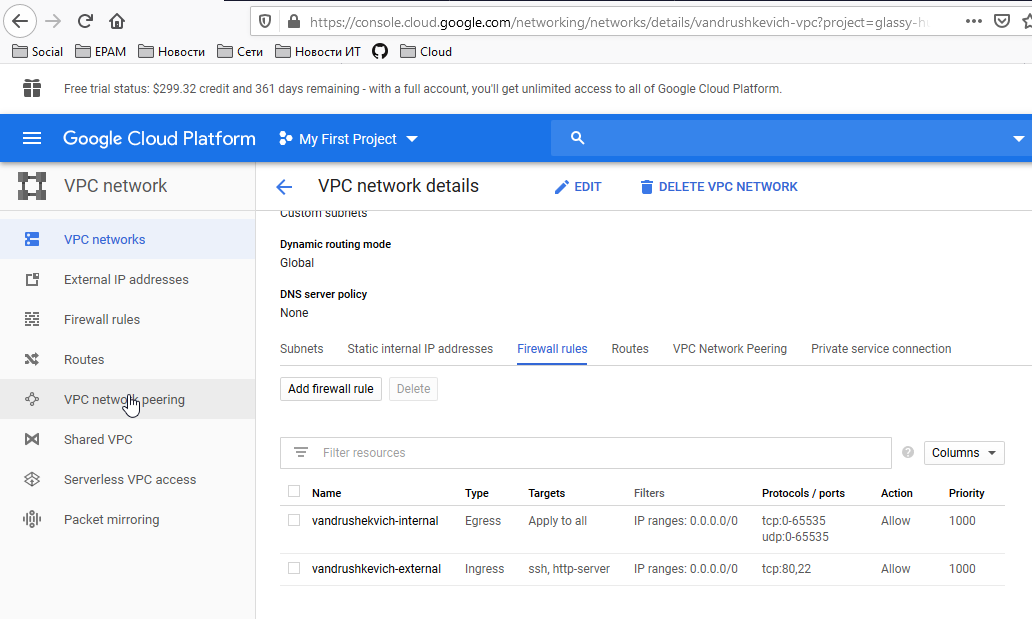 https://console.cloud.google.com/networking/networks/details/vandrushkevich-vpc?project=glassy-
Social EPAM Новости Сети Новости ИТ Cloud
Free trial status: $299.32 credit and 361 days remaining - with a full account, you'll get unlimited access to all of Google Cloud Platform.
Google Cloud Platform My First Project
VPC network
VPC networks
External IP addresses
Firewall rules
Routes
VPC network peering
Shared VPC
Serverless VPC access
Packet mirroring
VPC network details EDIT DELETE VPC NETWORK
Custom subnets
Dynamic routing mode
Global
DNS server policy
None
Subnets Static internal IP addresses Firewall rules Routes VPC Network Peering Private service connection
Add firewall rule Delete
Filter resources ? Columns
Name Type Targets Filters Protocols / ports Action Priority
vandrushekvich-internal Egress Apply to all IP ranges: 0.0.0.0/0 tcp:0-65535 Allow 1000
udp:0-65535
vandrushkevich-external Ingress ssh, http-server IP ranges: 0.0.0.0/0 tcp:80,22 Allow 1000